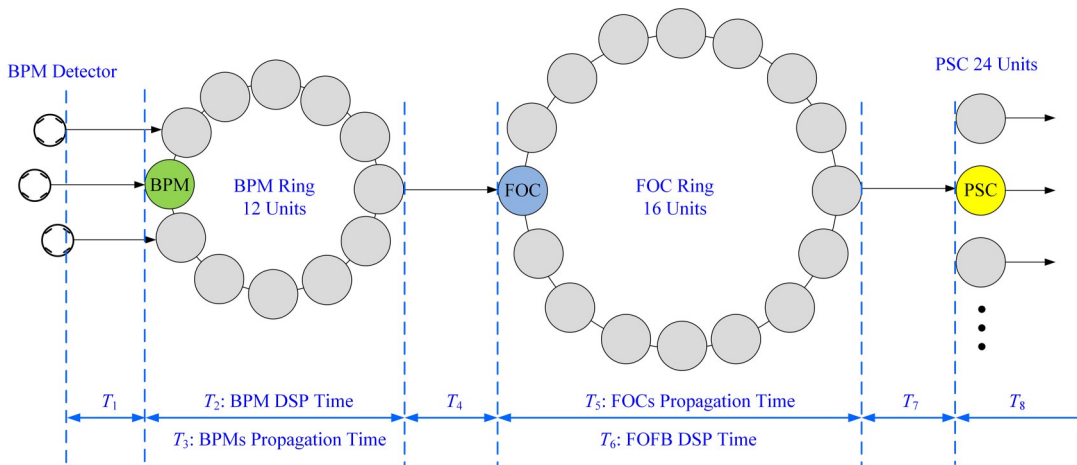 BPM Detector
PSC 24 Units
BPM
BPM Ring
12 Units
FOC
FOC Ring
16 Units
PSC
T1
T2: BPM DSP Time
T4
T5: FOCs Propagation Time
T7
T8
T3: BPMs Propagation Time
T6: FOFB DSP Time